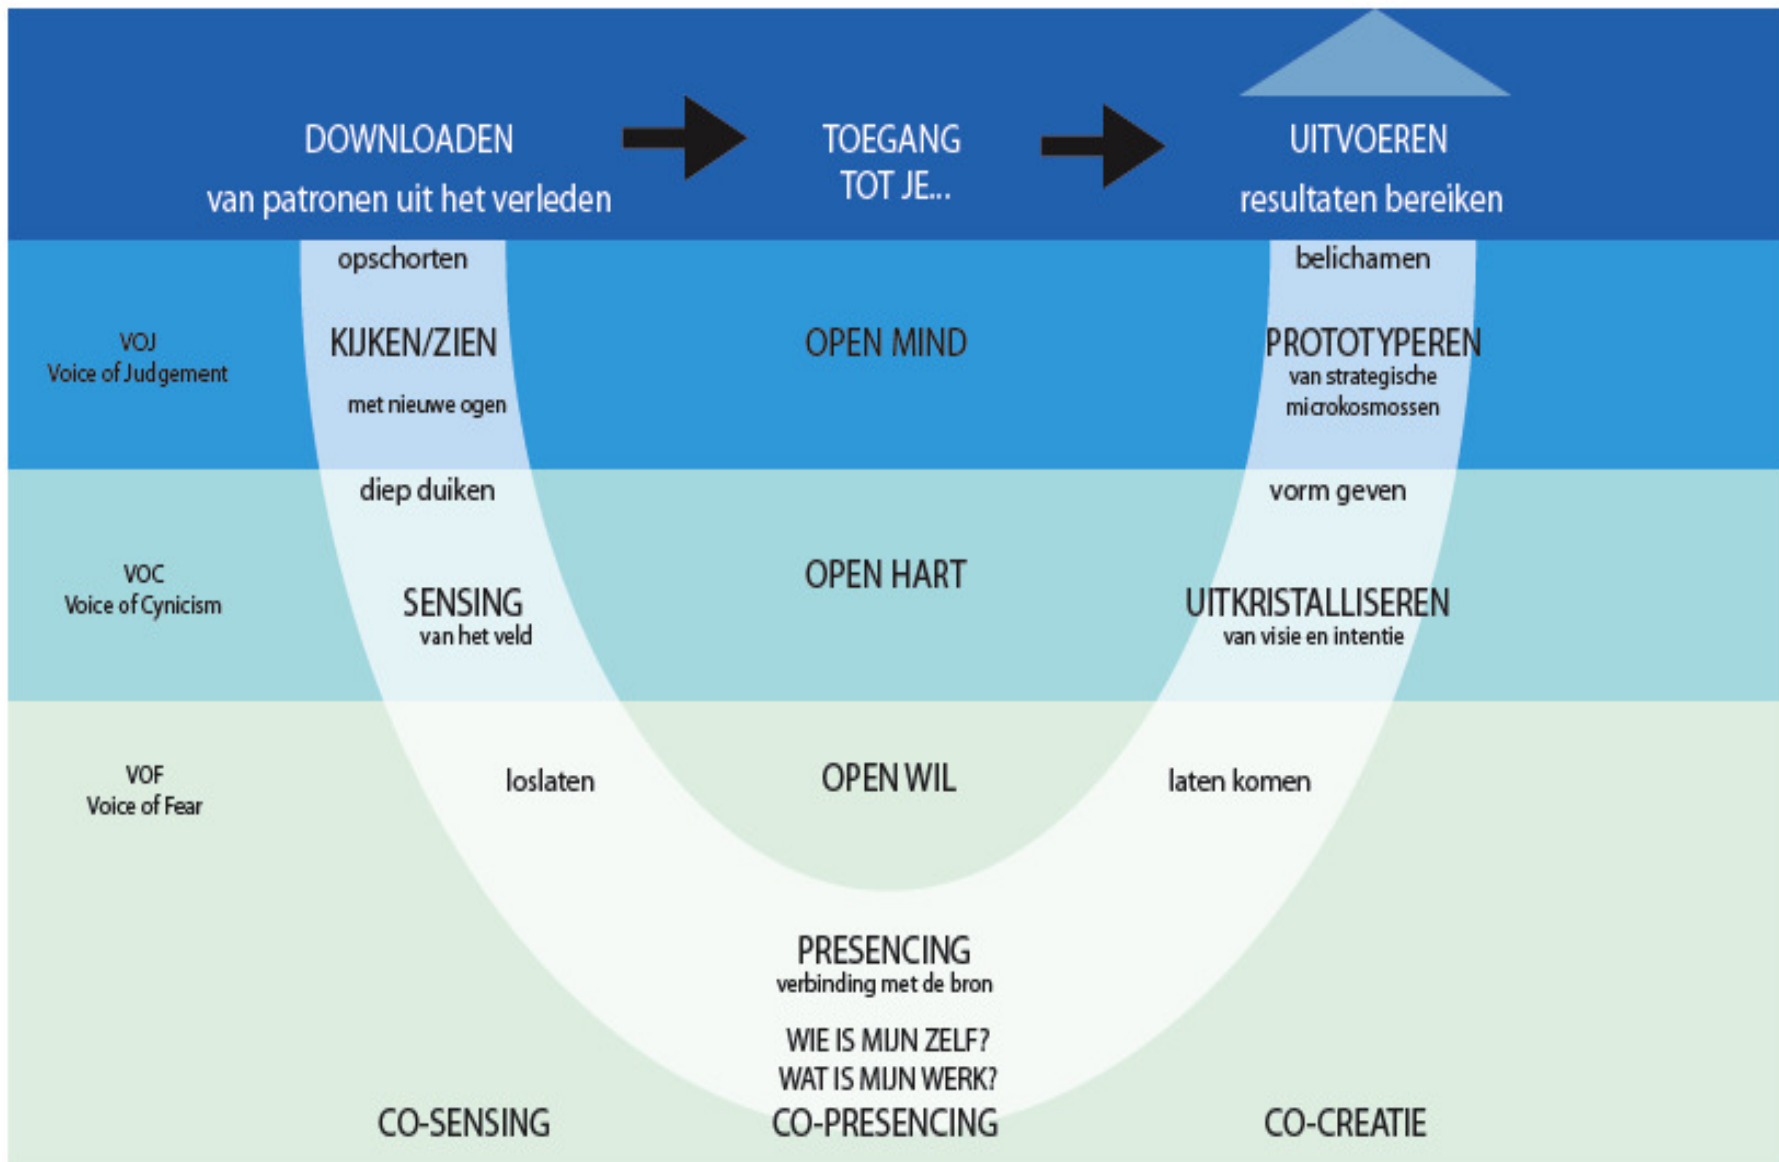 DOWNLOADEN
van patronen uit het verleden
TOEGANG
TOT JE...
UITVOEREN
resultaten bereiken
opschorten
belichamen
VOJ
Voice of Judgement
KIJKEN/ZIEN
met nieuwe ogen
OPEN MIND
PROTOTYPEREN
van strategische
microkosmossen
diep duiken
vorm geven
VOC
Voice of Cynicism
SENSING
van het veld
OPEN HART
UITKRISTALLISEREN
van visie en intentie
VOF
Voice of Fear
loslaten
OPEN WIL
laten komen
PRESENCING
verbinding met de bron
WIE IS MIJN ZELF?
WAT IS MIJN WERK?
CO-SENSING
CO-PRESENCING
CO-CREATIE